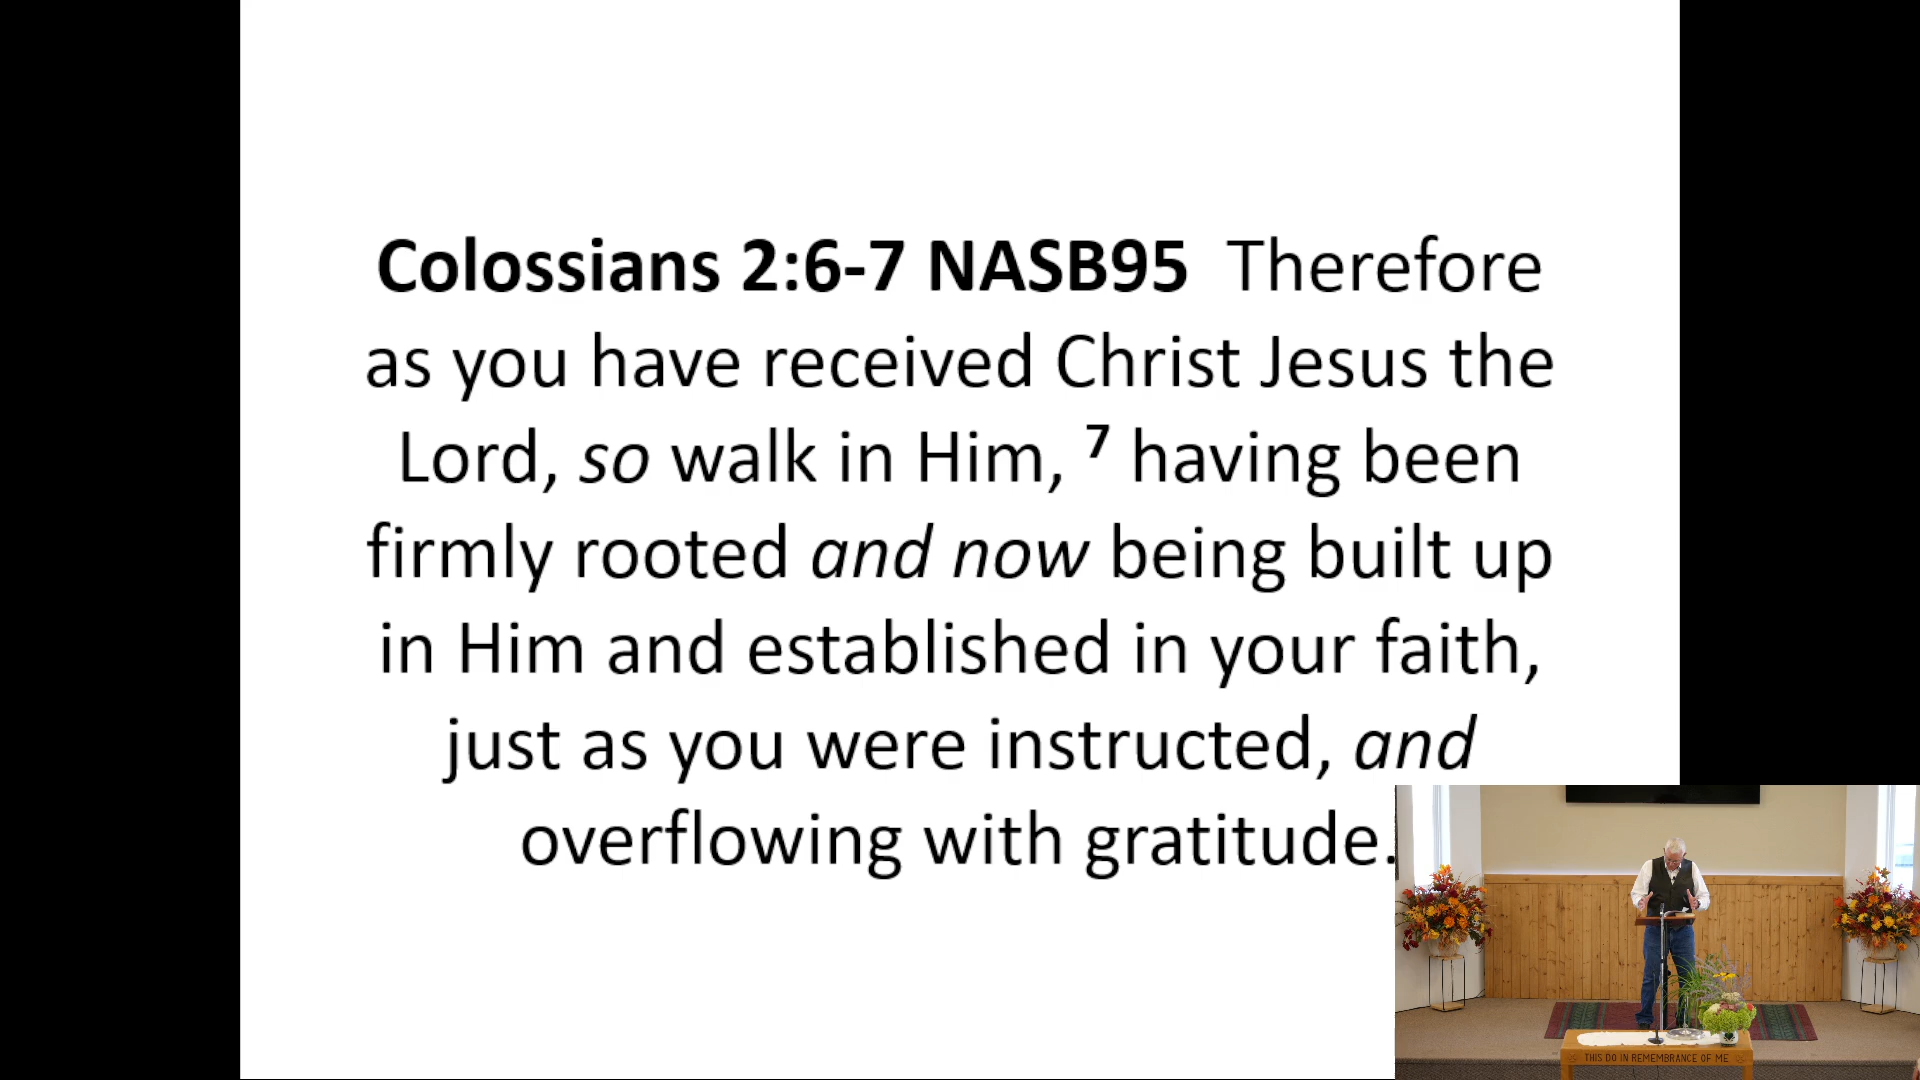 Colossians 2:6-7 NASB95 Therefore
as you have received Christ Jesus the
Lord, so walk in Him, ⁷ having been
firmly rooted and now being built up
in Him and established in your faith,
just as you were instructed, and
overflowing with gratitude.
THIS DO IN REMEMBRANCE OF ME